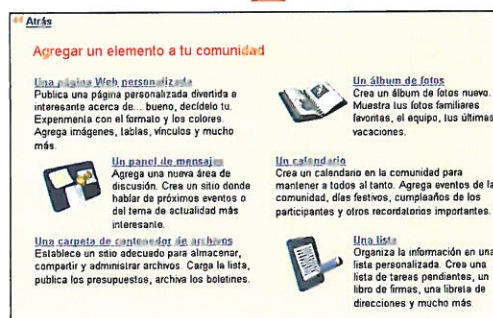 Atrás
Agregar un elemento a tu comunidad
Una página Web personalizada
Publica una página personalizada divertida e
interesante acerca de... bueno, decídelo tu.
Experimenta con el formato y los colores.
Agrega imágenes, tablas, vínculos y mucho
más.
Un álbum de fotos
Crea un álbum de fotos nuevo.
Muestra tus fotos familiares
favoritas, el equipo, tus últimas
vacaciones.
Un panel de mensajes
Agrega una nueva área de
discusión. Crea un sitio donde
hablar de próximos eventos o
del tema de actualidad más
interesante.
Un calendario
Crea un calendario en la comunidad para
mantener a todos al tanto. Agrega eventos de la
comunidad, días festivos, cumpleaños de los
participantes y otros recordatorios importantes.
Una carpeta de contenedor de archivos
Establece un sitio adecuado para almacenar,
compartir y administrar archivos. Carga la lista,
publica los presupuestos, archiva los boletines.
Una lista
Organiza la información en una
lista personalizada. Crea una
lista de tareas pendientes, un
libro de firmas, una libreta de
direcciones y mucho más.